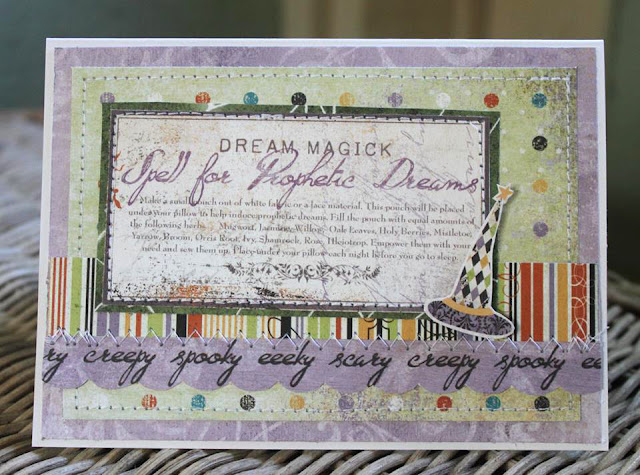 DREAM MAGICK
Spell for Prophetic Dreams
Make a small pouch out of white fabric or a lace material. This pouch will be placed
under your pillow to help induce prophetic dreams. Fill the pouch with equal amounts of
the following herbs: Mugwort, Jasmine, Willow, Oak Leaves, Holy Berries, Mistletoe,
Yarrow, Broom, Orris Root, Ivy, Shamrock, Rose, Heliotrop. Empower them with your
need and sew them up. Place under your pillow each night before you go to sleep.
ry creepy spooky eeeky scary creepy spooky ee